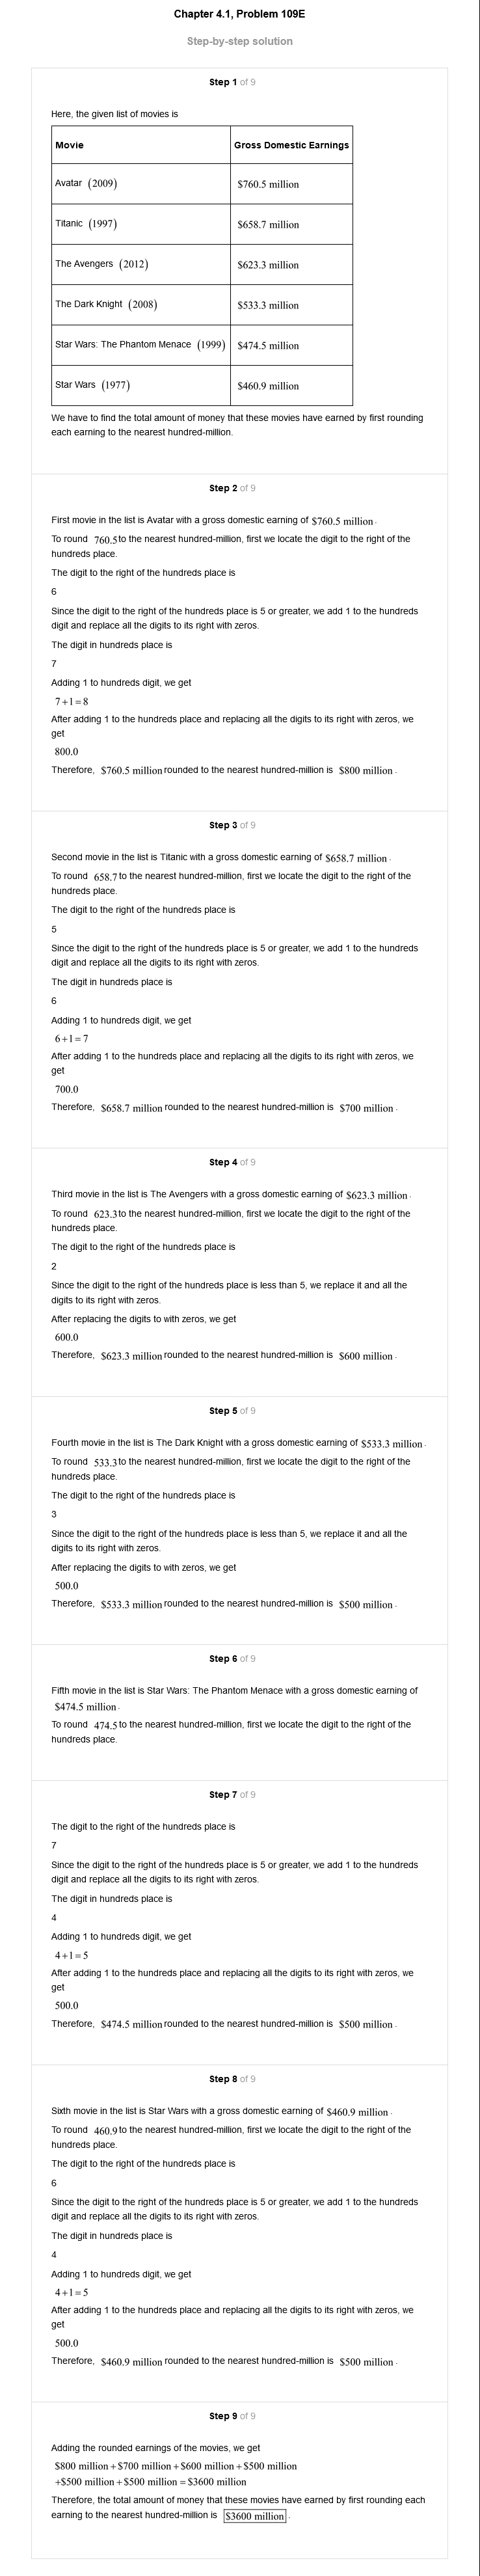 Chapter 4.1, Problem 109E
Step-by-step solution
Step 1 of 9
Here, the given list of movies is
Movie Gross Domestic Earnings
Avatar (2009) $760.5 million
Titanic (1997) $658.7 million
The Avengers (2012) $623.3 million
The Dark Knight (2008) $533.3 million
Star Wars: The Phantom Menace (1999) $474.5 million
Star Wars (1977) $460.9 million
We have to find the total amount of money that these movies have earned by first rounding
each earning to the nearest hundred-million.
Step 2 of 9
First movie in the list is Avatar with a gross domestic earning of $760.5 million.
To round 760.5 to the nearest hundred-million, first we locate the digit to the right of the
hundreds place.
The digit to the right of the hundreds place is
6
Since the digit to the right of the hundreds place is 5 or greater, we add 1 to the hundreds
digit and replace all the digits to its right with zeros.
The digit in hundreds place is
7
Adding 1 to hundreds digit, we get
7+1=8
After adding 1 to the hundreds place and replacing all the digits to its right with zeros, we
get
800.0
Therefore, $760.5 million rounded to the nearest hundred-million is $800 million.
Step 3 of 9
Second movie in the list is Titanic with a gross domestic earning of $658.7 million.
To round 658.7 to the nearest hundred-million, first we locate the digit to the right of the
hundreds place.
The digit to the right of the hundreds place is
5
Since the digit to the right of the hundreds place is 5 or greater, we add 1 to the hundreds
digit and replace all the digits to its right with zeros.
The digit in hundreds place is
6
Adding 1 to hundreds digit, we get
6+1=7
After adding 1 to the hundreds place and replacing all the digits to its right with zeros, we
get
700.0
Therefore, $658.7 million rounded to the nearest hundred-million is $700 million.
Step 4 of 9
Third movie in the list is The Avengers with a gross domestic earning of $623.3 million.
To round 623.3 to the nearest hundred-million, first we locate the digit to the right of the
hundreds place.
The digit to the right of the hundreds place is
2
Since the digit to the right of the hundreds place is less than 5, we replace it and all the
digits to its right with zeros.
After replacing the digits to with zeros, we get
600.0
Therefore, $623.3 million rounded to the nearest hundred-million is $600 million.
Step 5 of 9
Fourth movie in the list is The Dark Knight with a gross domestic earning of $533.3 million.
To round 533.3 to the nearest hundred-million, first we locate the digit to the right of the
hundreds place.
The digit to the right of the hundreds place is
3
Since the digit to the right of the hundreds place is less than 5, we replace it and all the
digits to its right with zeros.
After replacing the digits to with zeros, we get
500.0
Therefore, $533.3 million rounded to the nearest hundred-million is $500 million.
Step 6 of 9
Fifth movie in the list is Star Wars: The Phantom Menace with a gross domestic earning of
$474.5 million.
To round 474.5 to the nearest hundred-million, first we locate the digit to the right of the
hundreds place.
Step 7 of 9
The digit to the right of the hundreds place is
7
Since the digit to the right of the hundreds place is 5 or greater, we add 1 to the hundreds
digit and replace all the digits to its right with zeros.
The digit in hundreds place is
4
Adding 1 to hundreds digit, we get
4+1=5
After adding 1 to the hundreds place and replacing all the digits to its right with zeros, we
get
500.0
Therefore, $474.5 million rounded to the nearest hundred-million is $500 million.
Step 8 of 9
Sixth movie in the list is Star Wars with a gross domestic earning of $460.9 million.
To round 460.9 to the nearest hundred-million, first we locate the digit to the right of the
hundreds place.
The digit to the right of the hundreds place is
6
Since the digit to the right of the hundreds place is 5 or greater, we add 1 to the hundreds
digit and replace all the digits to its right with zeros.
The digit in hundreds place is
4
Adding 1 to hundreds digit, we get
4+1=5
After adding 1 to the hundreds place and replacing all the digits to its right with zeros, we
get
500.0
Therefore, $460.9 million rounded to the nearest hundred-million is $500 million.
Step 9 of 9
Adding the rounded earnings of the movies, we get
$800 million + $700 million + $600 million + $500 million
+$500 million + $500 million = $3600 million
Therefore, the total amount of money that these movies have earned by first rounding each
earning to the nearest hundred-million is $3600 million.